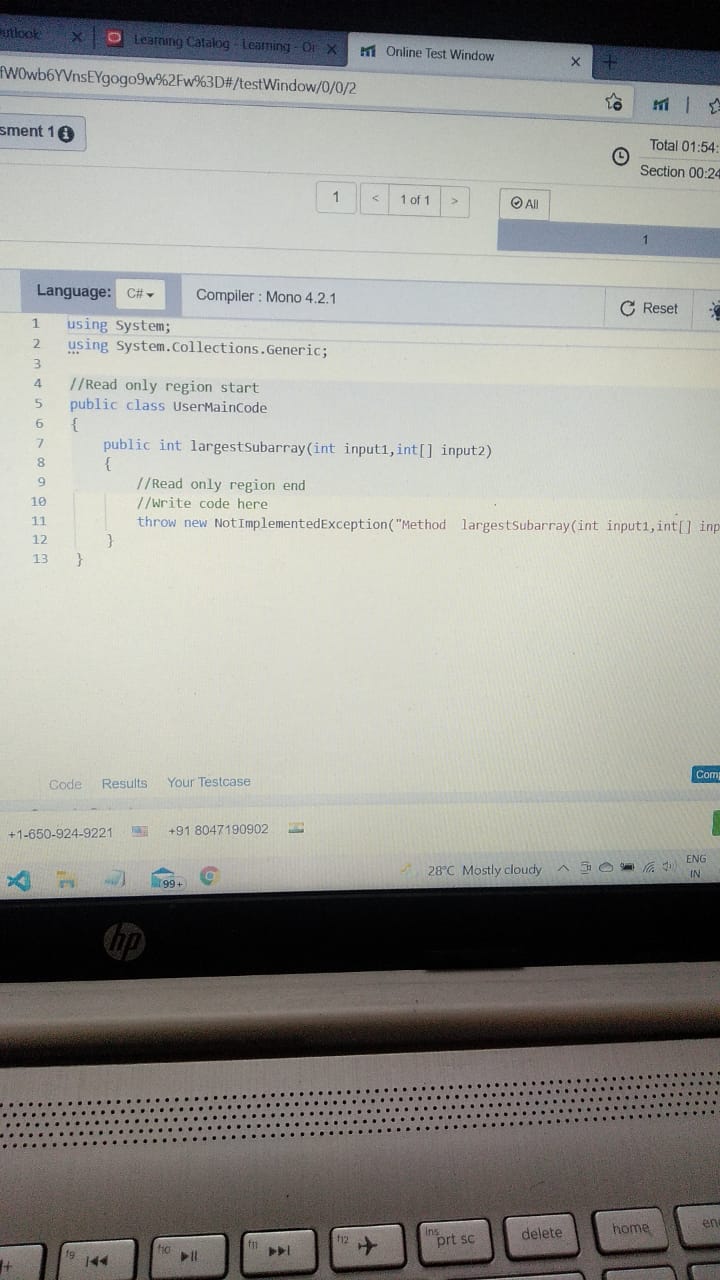 utlook
Learning Catalog - Learning - Or
Online Test Window
fW0wb6YVnsEYgogo9w%2Fw%3D#/testWindow/0/0/2
sment 1
Total 01:54:
Section 00:24
1
< 1 of 1 >
All
1
Language: C#
Compiler : Mono 4.2.1
Reset
1 using System;
2 using System.Collections.Generic;
3
4 //Read only region start
5 public class UserMainCode
6 {
7 public int largestSubarray(int input1,int[] input2)
8 {
9 //Read only region end
10 //Write code here
11 throw new NotImplementedException("Method largestSubarray(int input1,int[] inp
12 }
13 }
Code Results Your Testcase
Com
+1-650-924-9221 +91 8047190902
99+
28°C Mostly cloudy
ENG
IN
hp
f9
f10
f11
f12
ins
prt sc
delete
home
en